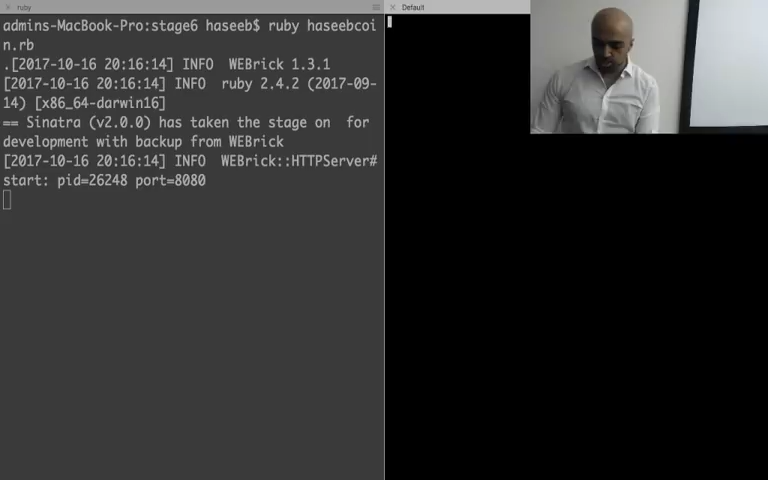 ruby
admins-MacBook-Pro:stage6 haseeb$ ruby haseebcoi
n.rb
.[2017-10-16 20:16:14] INFO  WEBrick 1.3.1
[2017-10-16 20:16:14] INFO  ruby 2.4.2 (2017-09-
14) [x86_64-darwin16]
== Sinatra (v2.0.0) has taken the stage on  for
development with backup from WEBrick
[2017-10-16 20:16:14] INFO  WEBrick::HTTPServer#
start: pid=26248 port=8080
Default